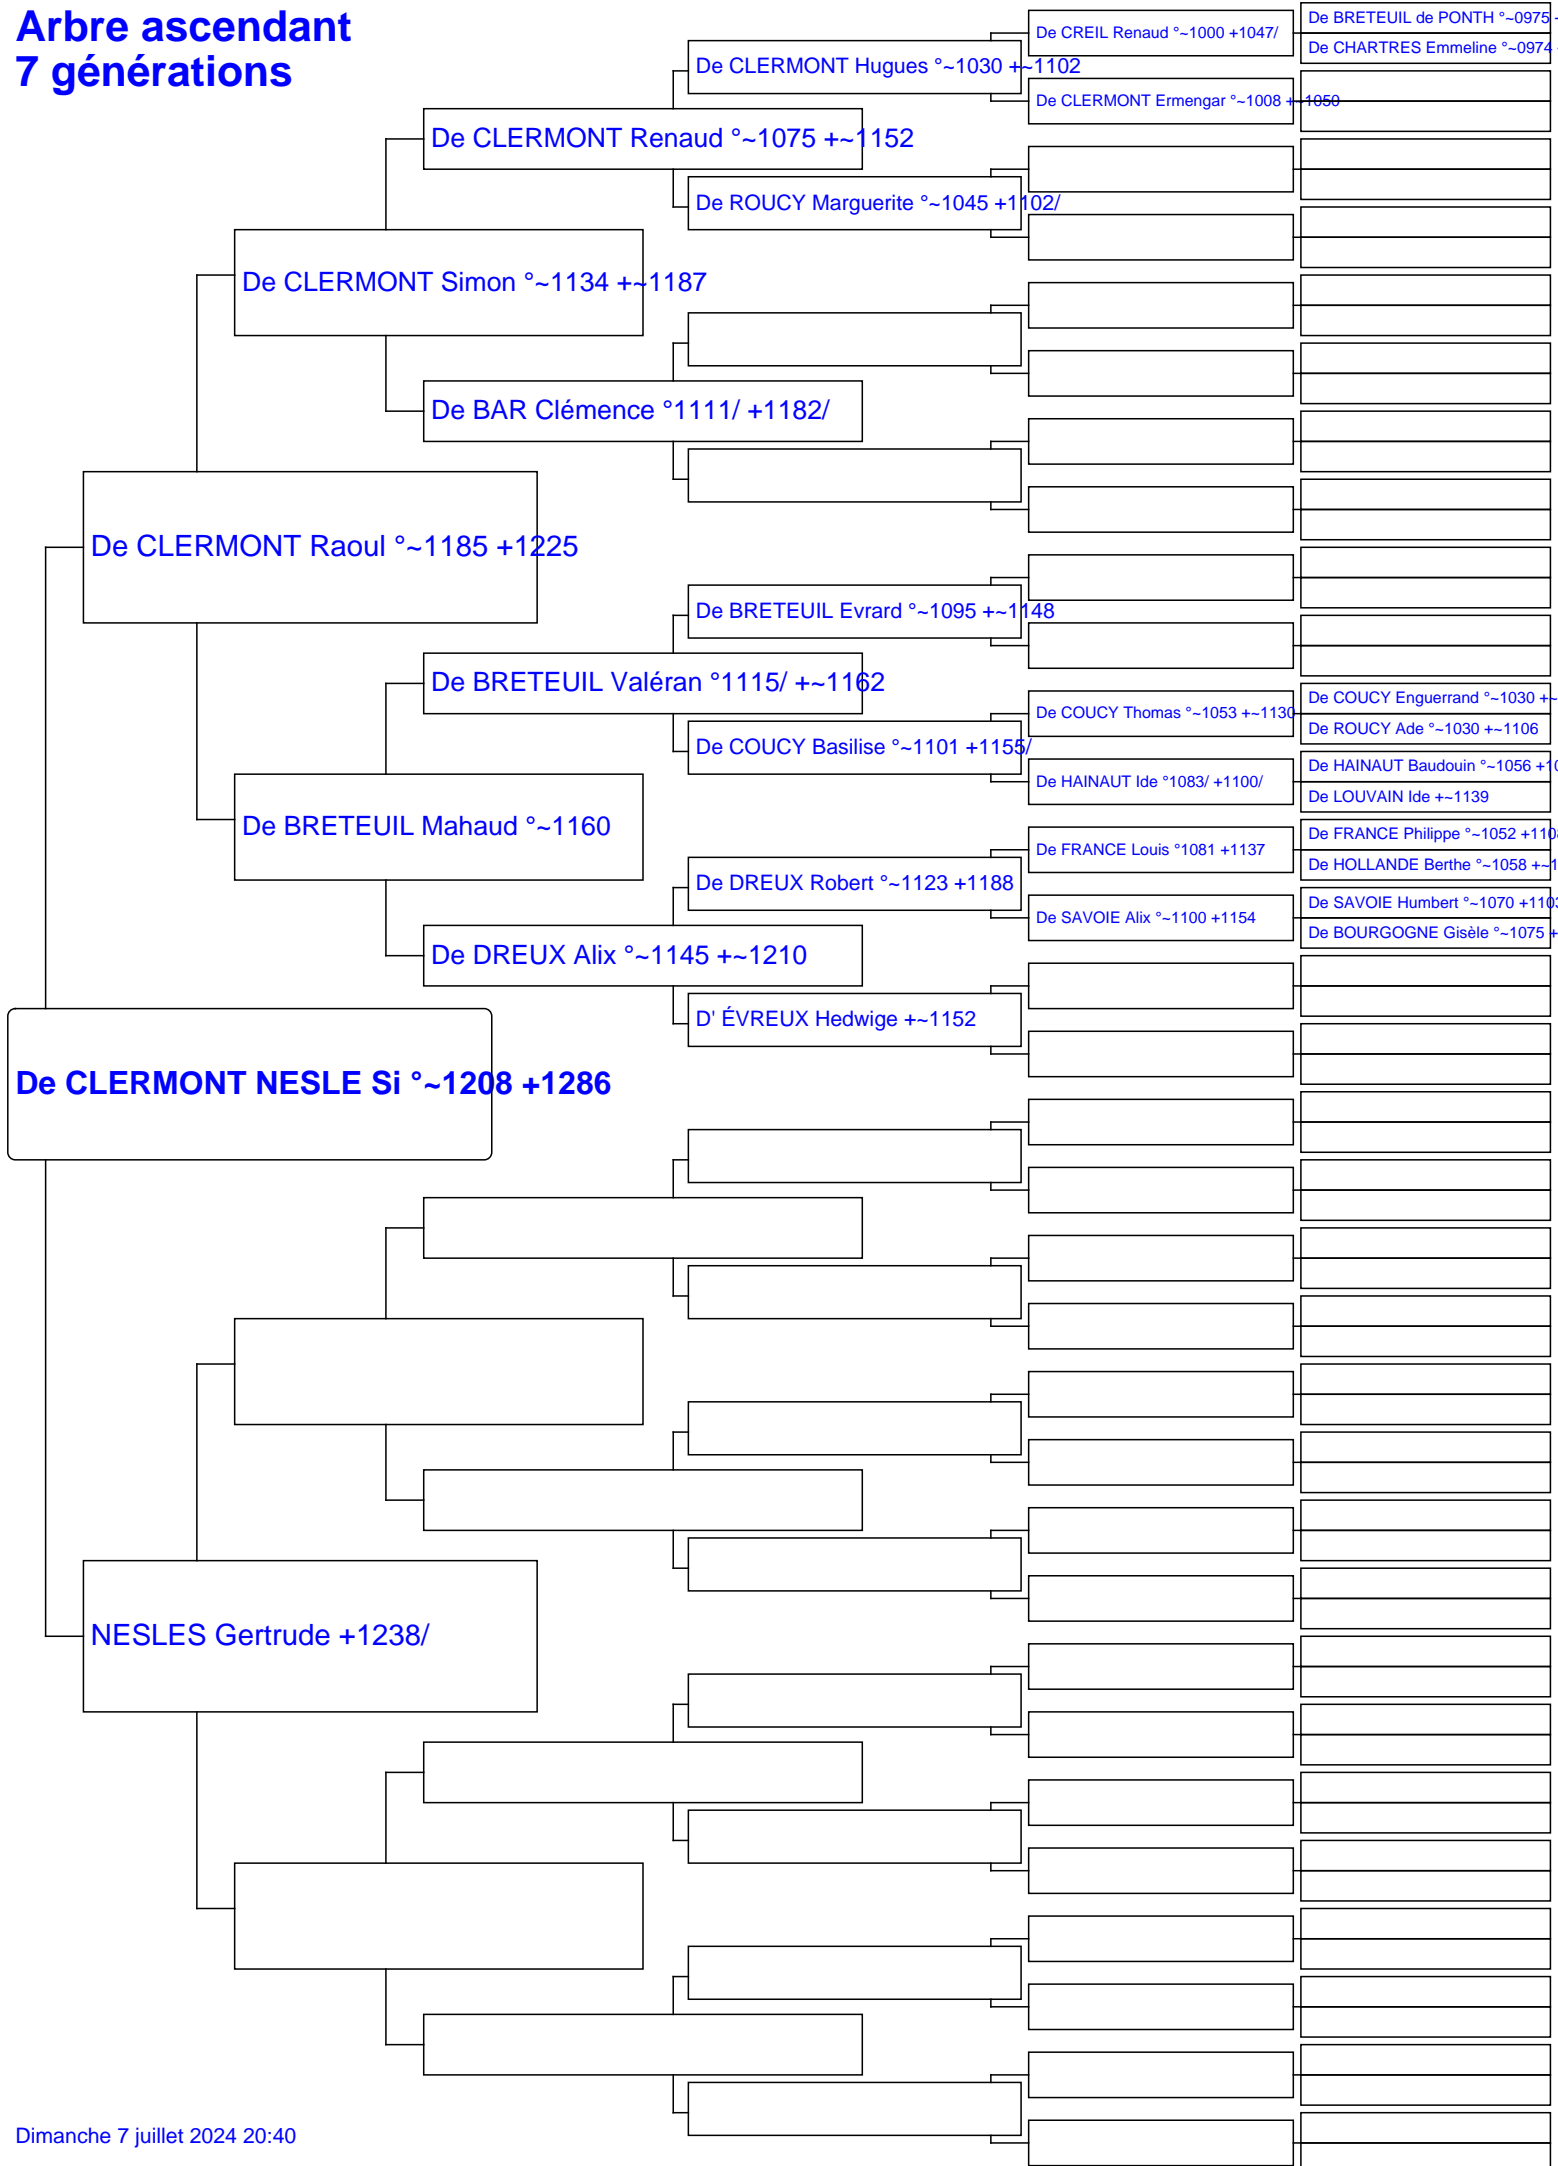 Arbre ascendant
7 générations
De BRETEUIL de PONTH °~0975
De CREIL Renaud °~1000 +1047/
De CHARTRES Emmeline °~0974
De CLERMONT Hugues °~1030 +~1102
De CLERMONT Ermengar °~1008 +~1050
De CLERMONT Renaud °~1075 +~1152
De ROUCY Marguerite °~1045 +1102/
De CLERMONT Simon °~1134 +~1187
De BAR Clémence °1111/ +1182/
De CLERMONT Raoul °~1185 +1225
De BRETEUIL Evrard °~1095 +~1148
De BRETEUIL Valéran °1115/ +~1162
De COUCY Enguerrand °~1030 +~
De COUCY Thomas °~1053 +~1130
De ROUCY Ade °~1030 +~1106
De COUCY Basilise °~1101 +1155/
De HAINAUT Baudouin °~1056 +10
De HAINAUT Ide °1083/ +1100/
De LOUVAIN Ide +~1139
De BRETEUIL Mahaud °~1160
De FRANCE Philippe °~1052 +1108
De FRANCE Louis °1081 +1137
De HOLLANDE Berthe °~1058 +~1
De DREUX Robert °~1123 +1188
De SAVOIE Humbert °~1070 +1103
De SAVOIE Alix °~1100 +1154
De BOURGOGNE Gisèle °~1075 +
De DREUX Alix °~1145 +~1210
D' ÉVREUX Hedwige +~1152
De CLERMONT NESLE Si °~1208 +1286
NESLES Gertrude +1238/
Dimanche 7 juillet 2024 20:40